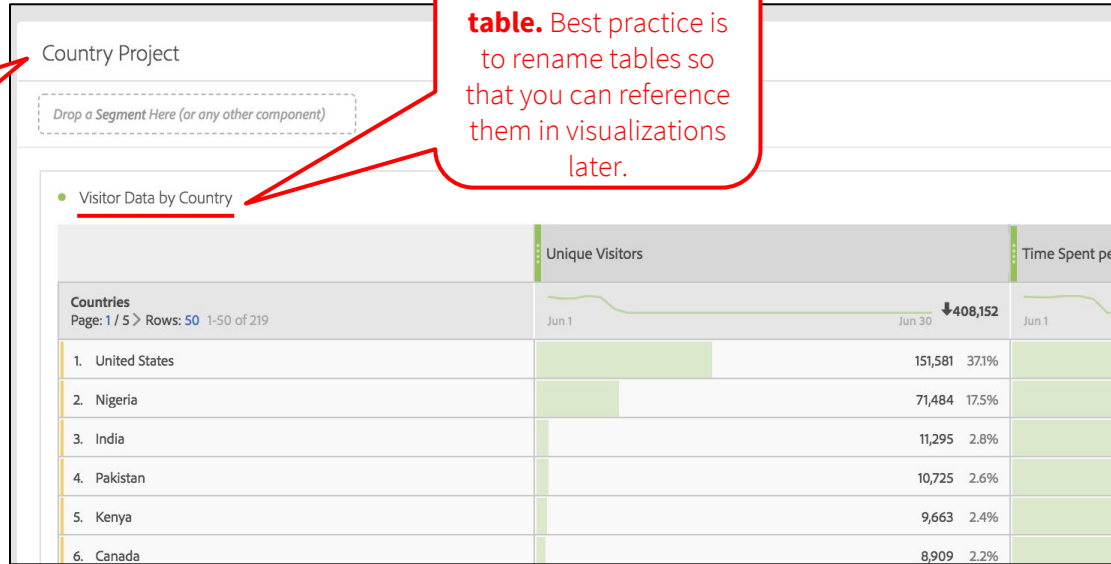 table. Best practice is
to rename tables so
that you can reference
them in visualizations
later.
Country Project
Drop a Segment Here (or any other component)
Visitor Data by Country
Unique Visitors
Time Spent pe
Countries
Page: 1 / 5 > Rows: 50 1-50 of 219
Jun 1
Jun 30
408,152
Jun 1
1. United States 151,581 37.1%
2. Nigeria 71,484 17.5%
3. India 11,295 2.8%
4. Pakistan 10,725 2.6%
5. Kenya 9,663 2.4%
6. Canada 8,909 2.2%